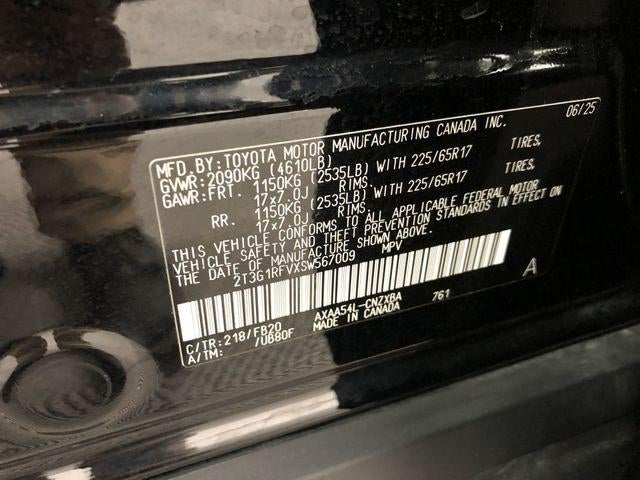 MFD. BY: TOYOTA MOTOR MANUFACTURING CANADA INC. 06/25
GVWR: 2090KG (4610LB)
GAWR: FRT. 1150KG (2535LB) WITH 225/65R17 TIRES,
17x7.0J RIMS,
RR. 1150KG (2535LB) WITH 225/65R17 TIRES,
17x7.0J RIMS,
THIS VEHICLE CONFORMS TO ALL APPLICABLE FEDERAL MOTOR
VEHICLE SAFETY AND THEFT PREVENTION STANDARDS IN EFFECT ON
THE DATE OF MANUFACTURE SHOWN ABOVE.
2T3G1RFVXSW567009 MPV
A
C/TR: 218/FB20 AXAA54L-CNZXBA 761
A/TM: /UB80F MADE IN CANADA